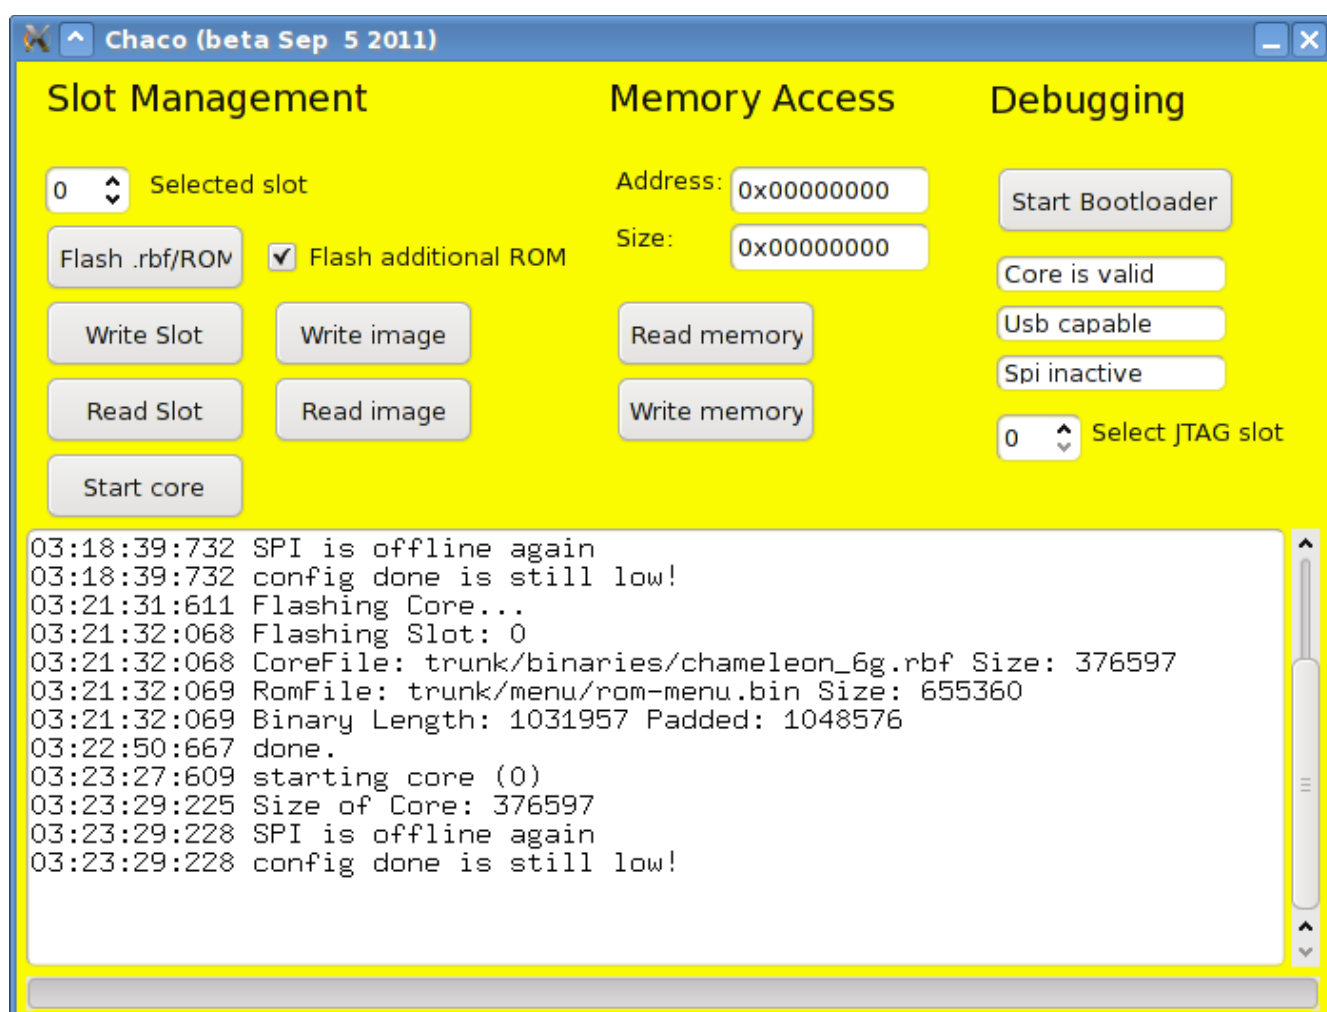 Chaco (beta Sep  5 2011)
Slot Management
Memory Access
Debugging
0
Selected slot
Address:
0x00000000
Start Bootloader
Flash .rbf/ROM
Flash additional ROM
Size:
0x00000000
Core is valid
Write Slot
Write image
Read memory
Usb capable
Spi inactive
Read Slot
Read image
Write memory
0
Select JTAG slot
Start core
03:18:39:732 SPI is offline again
03:18:39:732 config done is still low!
03:21:31:611 Flashing Core...
03:21:32:068 Flashing Slot: 0
03:21:32:068 CoreFile: trunk/binaries/chameleon_6g.rbf Size: 376597
03:21:32:069 RomFile: trunk/menu/rom-menu.bin Size: 655360
03:21:32:069 Binary Length: 1031957 Padded: 1048576
03:22:50:667 done.
03:23:27:609 starting core (0)
03:23:29:225 Size of Core: 376597
03:23:29:228 SPI is offline again
03:23:29:228 config done is still low!